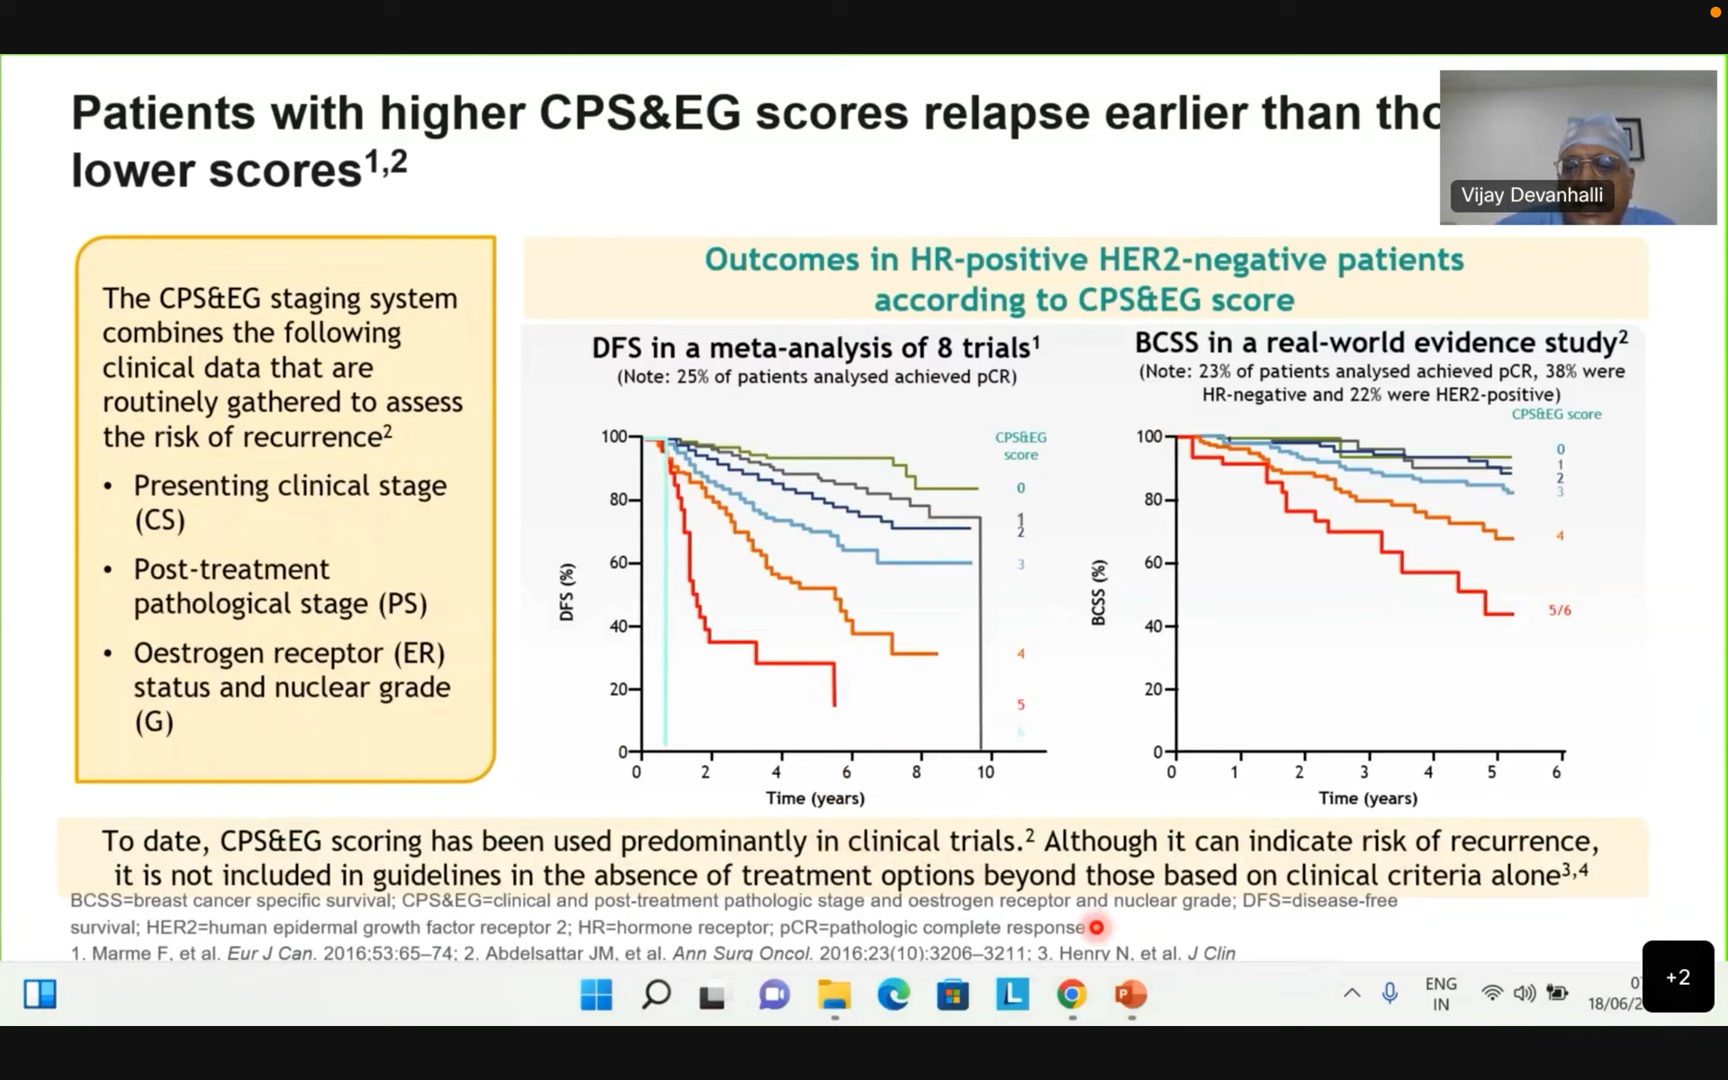 Patients with higher CPS&EG scores relapse earlier than
lower scores1,2
Vijay Devanhalli
The CPS&EG staging system
combines the following
clinical data that are
routinely gathered to assess
the risk of recurrence2
• Presenting clinical stage
(CS)
• Post-treatment
pathological stage (PS)
• Oestrogen receptor (ER)
status and nuclear grade
(G)
Outcomes in HR-positive HER2-negative patients
according to CPS&EG score
DFS in a meta-analysis of 8 trials1
(Note: 25% of patients analysed achieved pCR)
CPS&EG
score
DFS (%)
100
80
60
40
20
0
0
1
2
3
4
5
6
0 2 4 6 8 10
Time (years)
BCSS in a real-world evidence study2
(Note: 23% of patients analysed achieved pCR, 38% were
HR-negative and 22% were HER2-positive)
CPS&EG score
BCSS (%)
100
80
60
40
20
0
0
1
2
3
4
5/6
0 1 2 3 4 5 6
Time (years)
To date, CPS&EG scoring has been used predominantly in clinical trials.2 Although it can indicate risk of recurrence,
it is not included in guidelines in the absence of treatment options beyond those based on clinical criteria alone3,4
BCSS=breast cancer specific survival; CPS&EG=clinical and post-treatment pathologic stage and oestrogen receptor and nuclear grade; DFS=disease-free
survival; HER2=human epidermal growth factor receptor 2; HR=hormone receptor; pCR=pathologic complete response
1. Marme F, et al. Eur J Can. 2016;53:65–74; 2. Abdelsattar JM, et al. Ann Surg Oncol. 2016;23(10):3206–3211; 3. Henry N, et al. J Clin
ENG
IN
18/06/2
+2